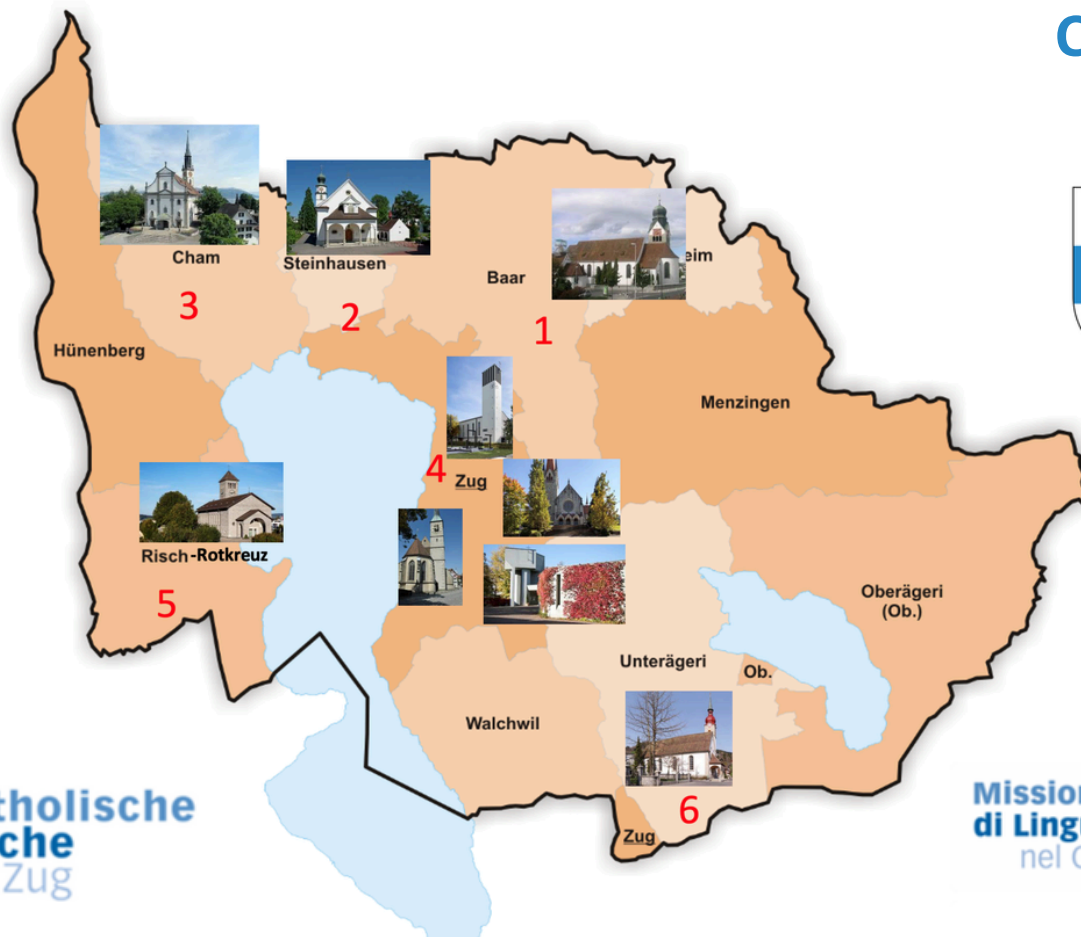 C
Cham
Steinhausen
Baar
eim
3
2
1
Hünenberg
Menzingen
4
Zug
Risch-Rotkreuz
5
Oberägeri
(Ob.)
Unterägeri
Ob.
Walchwil
6
Zug
tholische
che
Zug
Mission
di Lingu
nel C